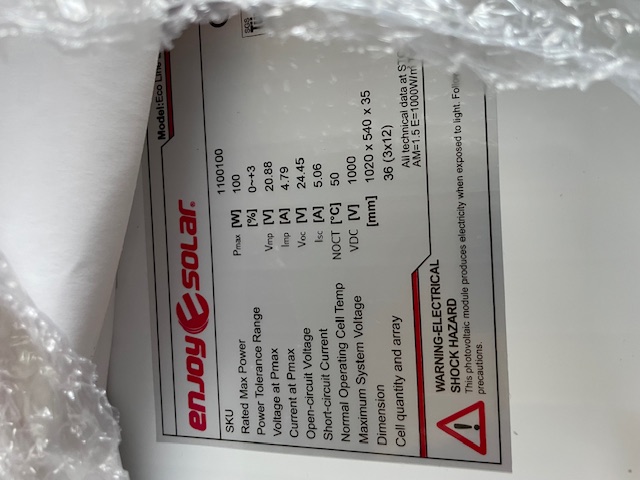 Model:Eco Line
enjoy solar.
SKU 1100100
Rated Max Power Pmax [W] 100
Power Tolerance Range [%] 0~+3
Voltage at Pmax Vmp [V] 20.88
Current at Pmax Imp [A] 4.79
Open-circuit Voltage Voc [V] 24.45
Short-circuit Current Isc [A] 5.06
Normal Operating Cell Temp NOCT [°C] 50
Maximum System Voltage VDC [V] 1000
Dimension [mm] 1020 x 540 x 35
Cell quantity and array 36 (3x12)
All technical data at
AM=1.5 E=1000W/m
WARNING-ELECTRICAL
SHOCK HAZARD
This photovoltaic module produces electricity when exposed to light.
precautions.
SGS